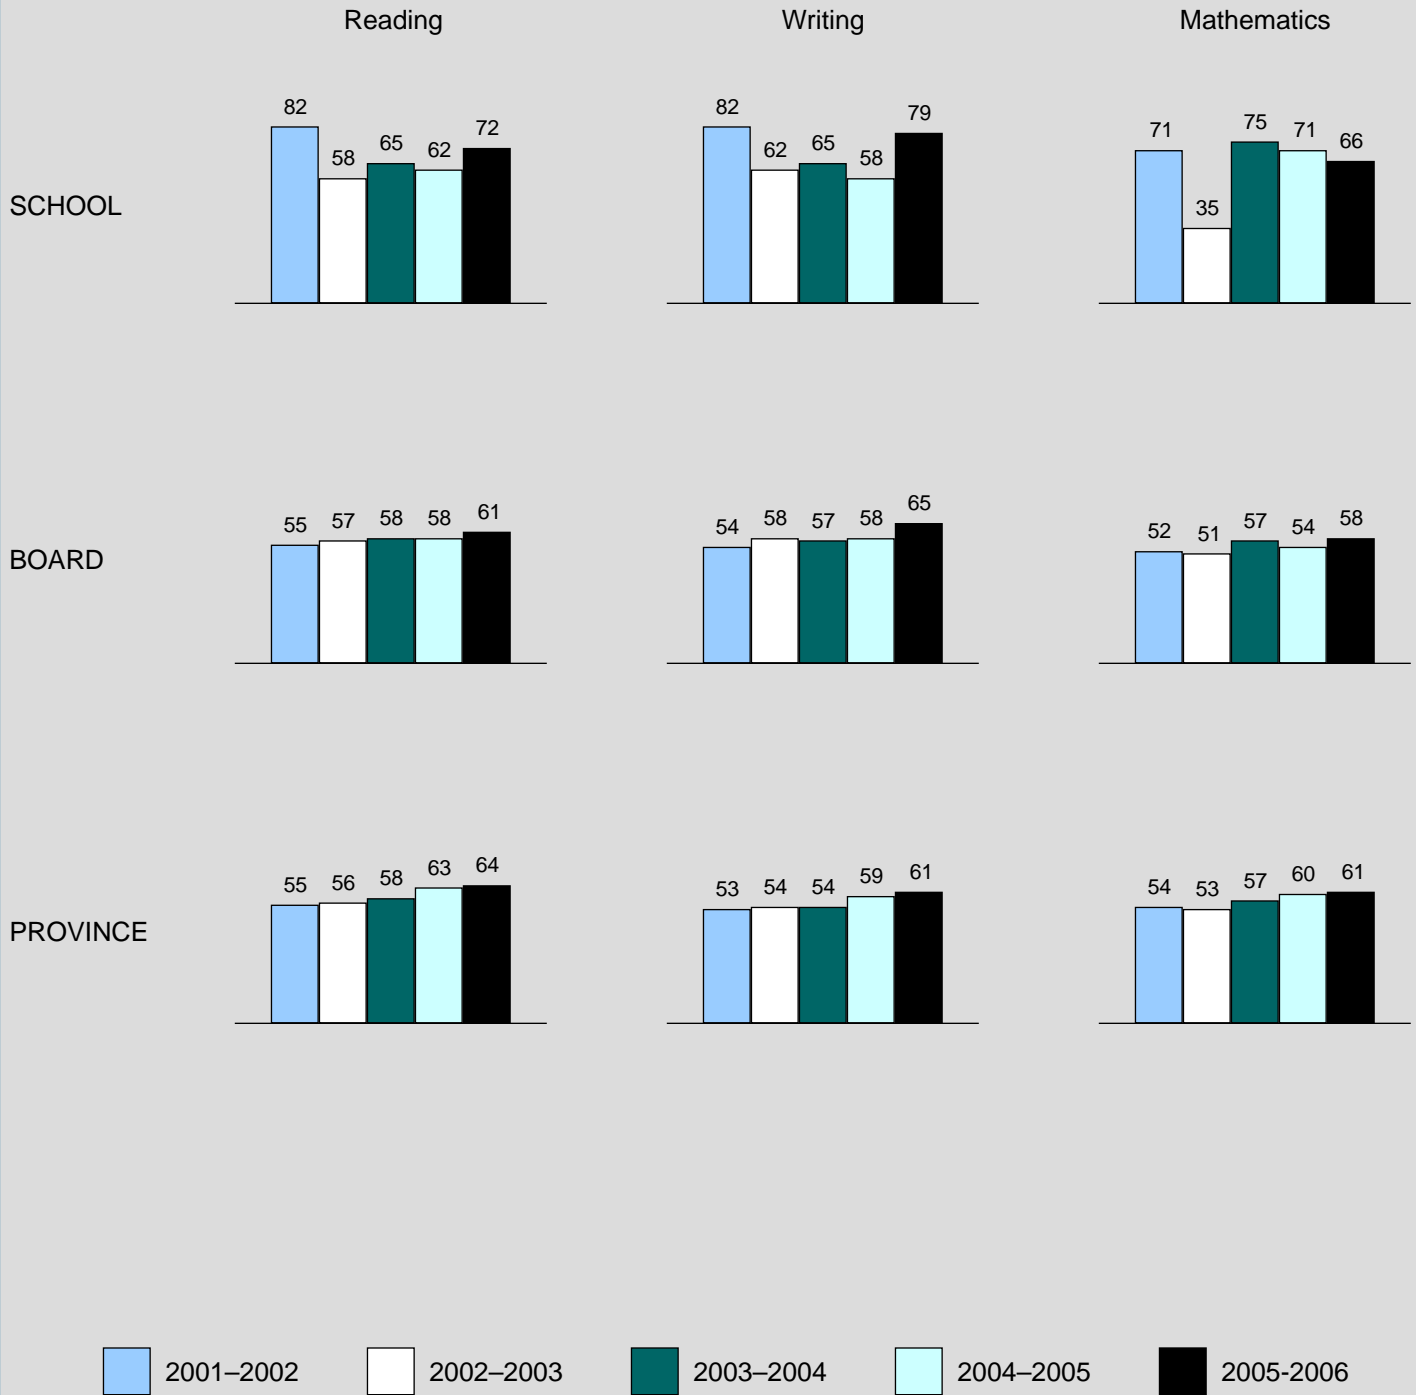 Reading Writing Mathematics
82 58 65 62 72 82 62 65 58 79 71 35 75 71 66
SCHOOL
55 57 58 58 61 54 58 57 58 65 52 51 57 54 58
BOARD
55 56 58 63 64 53 54 54 59 61 54 53 57 60 61
PROVINCE
2001–2002 2002–2003 2003–2004 2004–2005 2005-2006